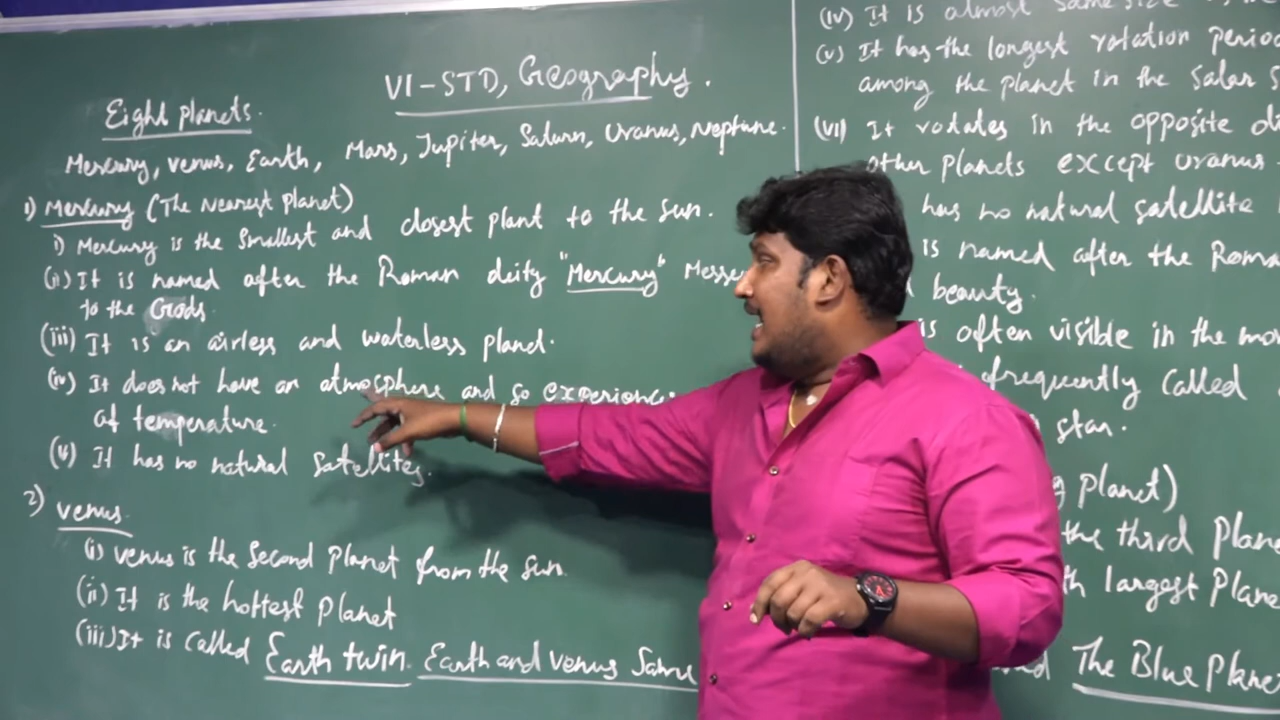 VI-STD, Geography.
Eight planets.
Mercury, venus, Earth, Mars, Jupiter, Saturn, Uranus, Neptune.
1) Mercury (The Nearest planet)
i) Mercury is the smallest and closest plant to the sun.
(ii) It is named after the Roman deity "Mercury"
to the Gods.
(iii) It is an airless and waterless planet.
(iv) It does not have an atmosphere and so
of temperature.
(v) It has no natural satellites.
2) venus.
(i) venus is the second planet from the sun.
(ii) It is the hottest planet
(iii) It is called Earth twin. Earth and venus same
(iv) It is almost same size
(v) It has the longest rotation
among the planet in the Solar
(vi) It rotates in the opposite
other planets except uranus.
has no natural satellite
is named after the
beauty.
is often visible in the
frequently called
star.
planet)
the third
largest
The Blue